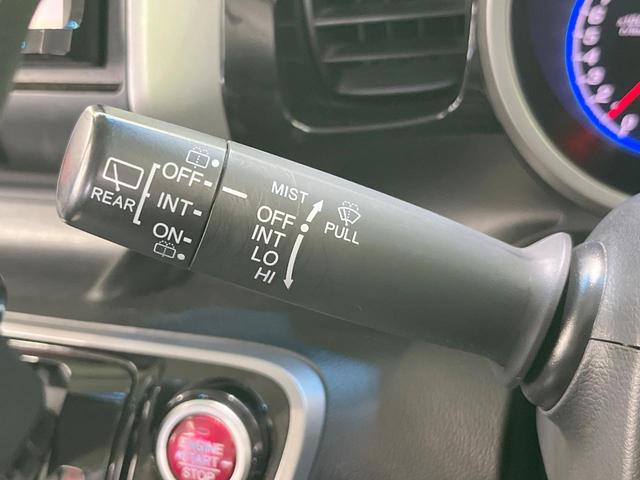 REAR
OFF
INT
ON
MIST
OFF
INT
LO
HI
PULL
ENGINE
START
STOP